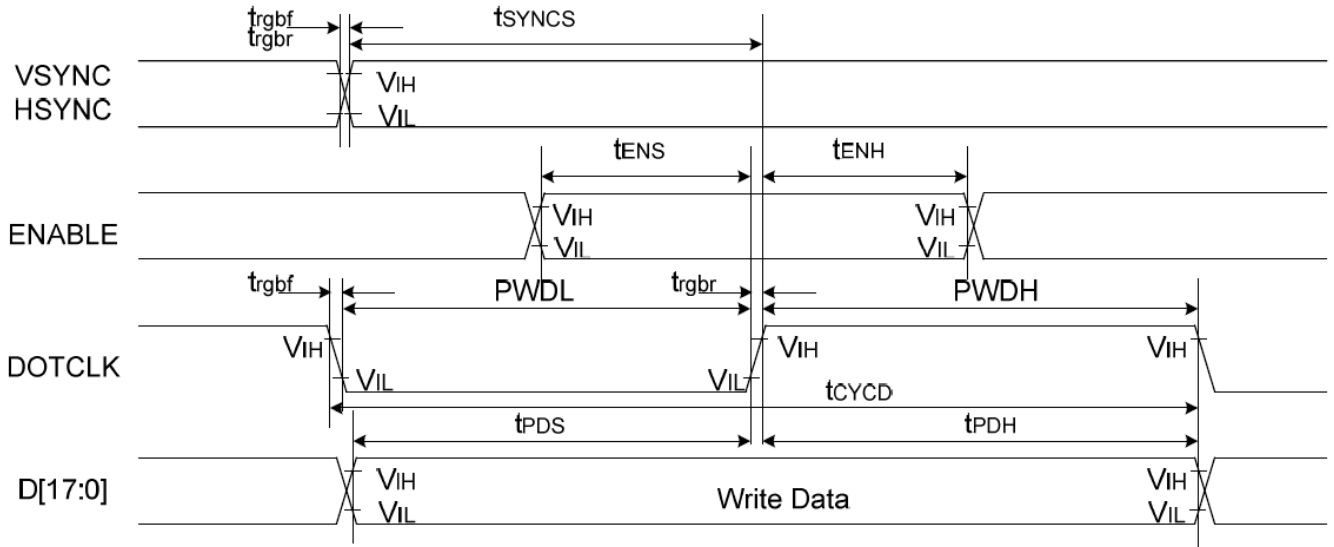 trgbf
trgbr
tSYNCS
VSYNC
HSYNC
VIH
VIL
tENS
tENH
ENABLE
VIH
VIL
VIH
VIL
trgbf
PWDL
trgbr
PWDH
DOTCLK
VIH
VIL
VIL
VIH
VIH
tCYCD
tPDS
tPDH
D[17:0]
VIH
VIL
Write Data
VIH
VIL